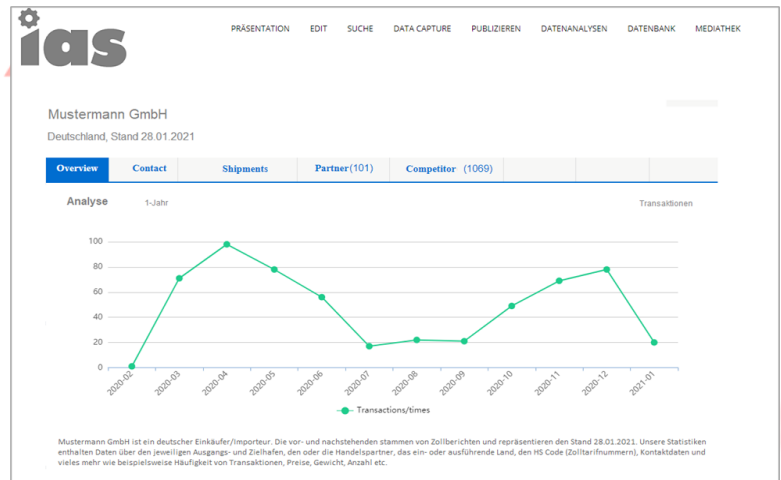 ias
PRÄSENTATION EDIT SUCHE DATA CAPTURE PUBLIZIEREN DATENANALYSEN DATENBANK MEDIATHEK
Mustermann GmbH
Deutschland, Stand 28.01.2021
Overview Contact Shipments Partner(101) Competitor (1069)
Analyse 1-Jahr Transaktionen
100
80
60
40
20
0
2020-02 2020-03 2020-04 2020-05 2020-06 2020-07 2020-08 2020-09 2020-10 2020-11 2020-12 2021-01
Transactions/times
Mustermann GmbH ist ein deutscher Einkäufer/Importeur. Die vor- und nachstehenden stammen von Zollberichten und repräsentieren den Stand 28.01.2021. Unsere Statistiken
enthalten Daten über den jeweiligen Ausgangs- und Zielhafen, den oder die Handelspartner, das ein- oder ausführende Land, den HS Code (Zolltarifnummern), Kontaktdaten und
vieles mehr wie beispielsweise Häufigkeit von Transaktionen, Preise, Gewicht, Anzahl etc.